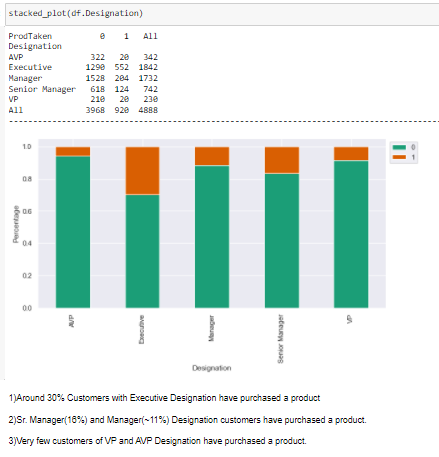 stacked_plot(df.Designation)
ProdTaken 0 1 All
Designation
AVP 322 20 342
Executive 1290 552 1842
Manager 1528 204 1732
Senior Manager 618 124 742
VP 210 20 230
All 3968 920 4888
1.0
0.8
0.6
0.4
0.2
0.0
Percentage
0
1
AVP
Executive
Manager
Senior Manager
VP
Designation
1)Around 30% Customers with Executive Designation have purchased a product
2)Sr. Manager(16%) and Manager(~11%) Designation customers have purchased a product.
3)Very few customers of VP and AVP Designation have purchased a product.